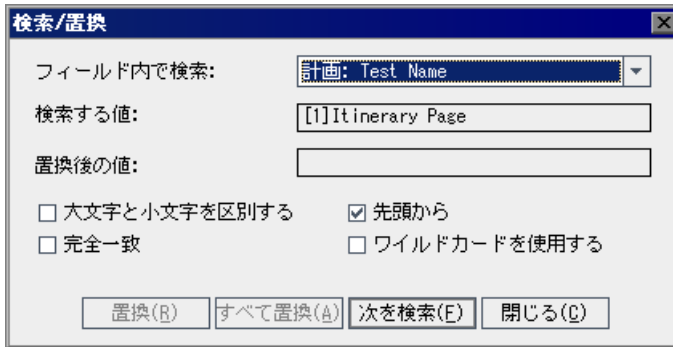 検索/置換
フィールド内で検索: 計画: Test Name
検索する値: [1]Itinerary Page
置換後の値:
大文字と小文字を区別する 先頭から
完全一致 ワイルドカードを使用する
置換(R) すべて置換(A) 次を検索(F) 閉じる(C)